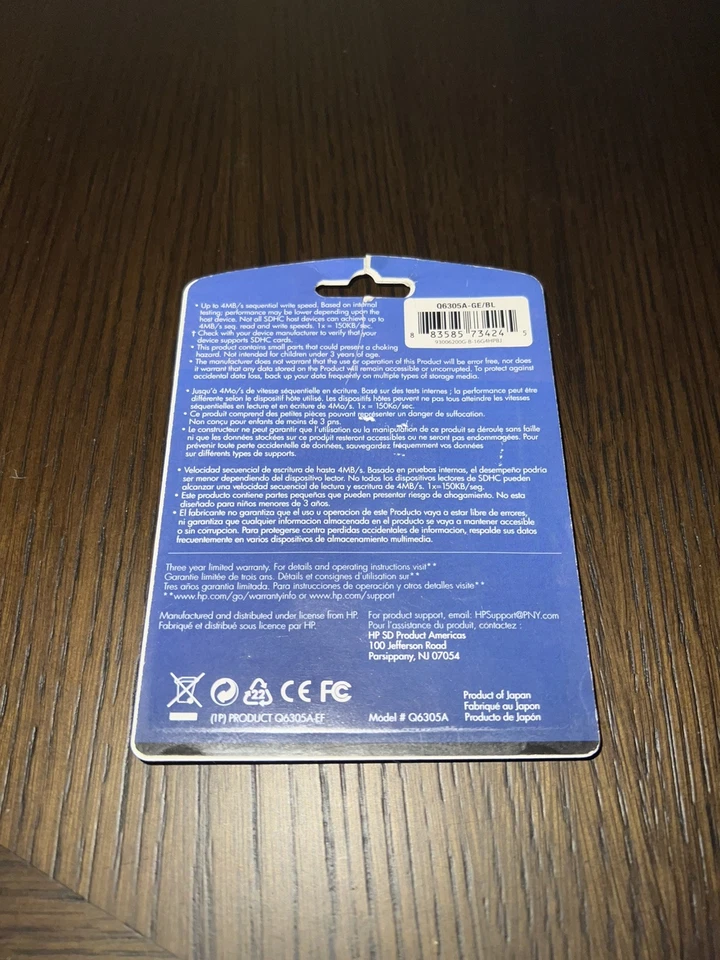 Q6305A-GE/BL
8 83585 73424 5
• Up to 4MB/s sequential write speed. Based on internal
testing; performance may be lower depending upon the
host device. Not all SDHC host devices can achieve up to
4MB/s seq. read and write speeds. 1x = 150KB/sec.
† Check with your device manufacturer to verify that your
device supports SDHC cards.
• This product contains small parts that could present a choking
hazard. Not intended for children under 3 years of age.
• The manufacturer does not warrant that the use or operation of this Product will be error free, nor does
it warrant that any data stored on the Product will remain accessible or uncorrupted. To protect against
accidental data loss, back up your data frequently on multiple types of storage media.
• Jusqu'à 4Mo/s de vitesse séquentielle en écriture. Basé sur des tests internes ; la performance peut être
différente selon le dispositif hôte utilisé. Les dispositifs hôtes peuvent ne pas tous atteindre les vitesses
séquentielles en lecture et en écriture de 4Mo/s. 1x = 150Ko/sec.
• Ce produit comprend des petites pièces pouvant représenter un danger de suffocation.
Non conçu pour enfants de moins de 3 ans.
• Le constructeur ne peut garantir que l'utilisation ou la manipulation de ce produit se déroule sans faille
ni que les données stockées sur ce produit resteront accessibles ou ne seront pas endommagées. Pour
prévenir toute perte accidentelle de données, sauvegardez fréquemment vos données
sur différents types de supports.
• Velocidad secuencial de escritura de hasta 4MB/s. Basado en pruebas internas, el desempeño podria
ser menor dependiendo del dispositivo lector. No todos los dispositivos lectores de SDHC pueden
alcanzar una velocidad secuencial de lectura y escritura de 4MB/s. 1x=150KB/seg.
• Este producto contiene partes pequeñas que pueden presentar riesgo de ahogamiento. No esta
diseñado para niños menores de 3 años.
• El fabricante no garantiza que el uso u operacion de este Producto vaya a estar libre de errores,
ni garantiza que cualquier informacion almacenada en el producto se vaya a mantener accesible
o sin corrupcion. Para protegerse contra perdidas accidentales de informacion, respalde sus datos
frecuentemente en varios dispositivos de almacenamiento multimedia.
Three year limited warranty. For details and operating instructions visit**
Garantie limitée de trois ans. Détails et consignes d'utilisation sur**
Tres años garantia limitada. Para instrucciones de operación y otros detalles visite**
**www.hp.com/go/warrantyinfo or www.hp.com/support
Manufactured and distributed under license from HP.
Fabriqué et distribué sous licence par HP.
For product support, email: HPSupport@PNY.com
Pour l'assistance du produit, contactez :
HP SD Product Americas
100 Jefferson Road
Parsippany, NJ 07054
22
CE FC
(1P) PRODUCT Q6305A-EF
Model # Q6305A
Product of Japan
Fabriqué au Japon
Producto de Japón